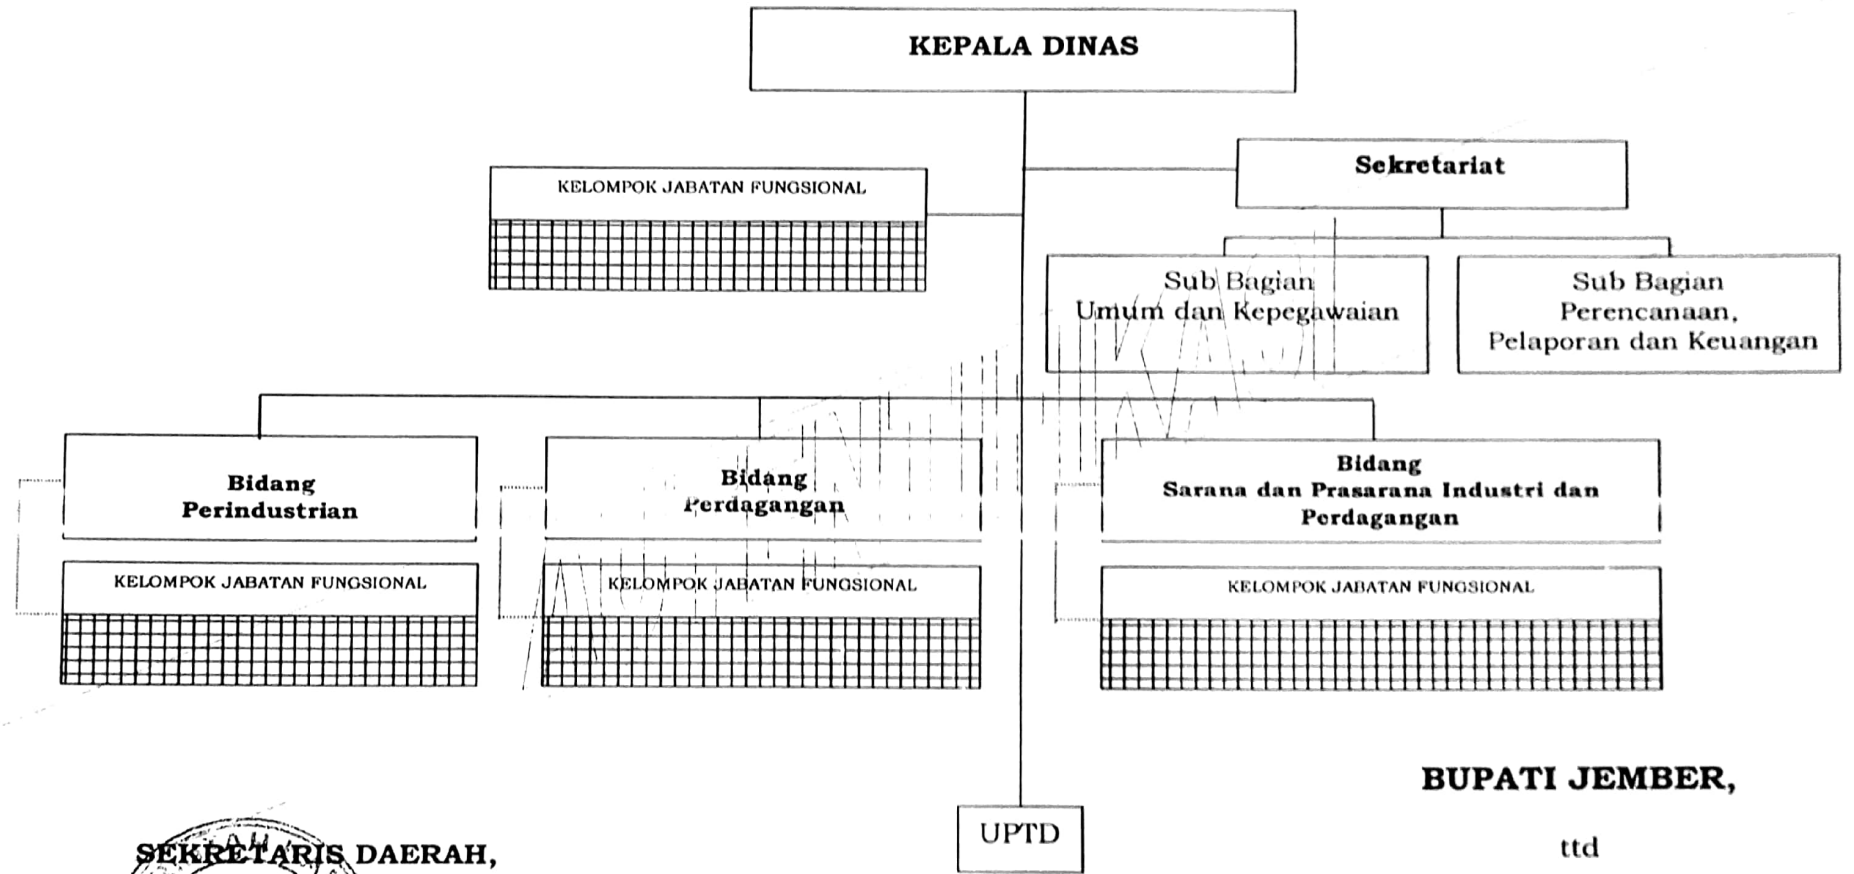 KEPALA DINAS
Sekretariat
KELOMPOK JABATAN FUNGSIONAL
Sub Bagian
Umum dan Kepegawaian
Sub Bagian
Perencanaan,
Pelaporan dan Keuangan
Bidang
Perindustrian
Bidang
Perdagangan
Bidang
Sarana dan Prasarana Industri dan
Perdagangan
KELOMPOK JABATAN FUNGSIONAL
KELOMPOK JABATAN FUNGSIONAL
KELOMPOK JABATAN FUNGSIONAL
BUPATI JEMBER,
UPTD
ttd
SEKRETARIS DAERAH,